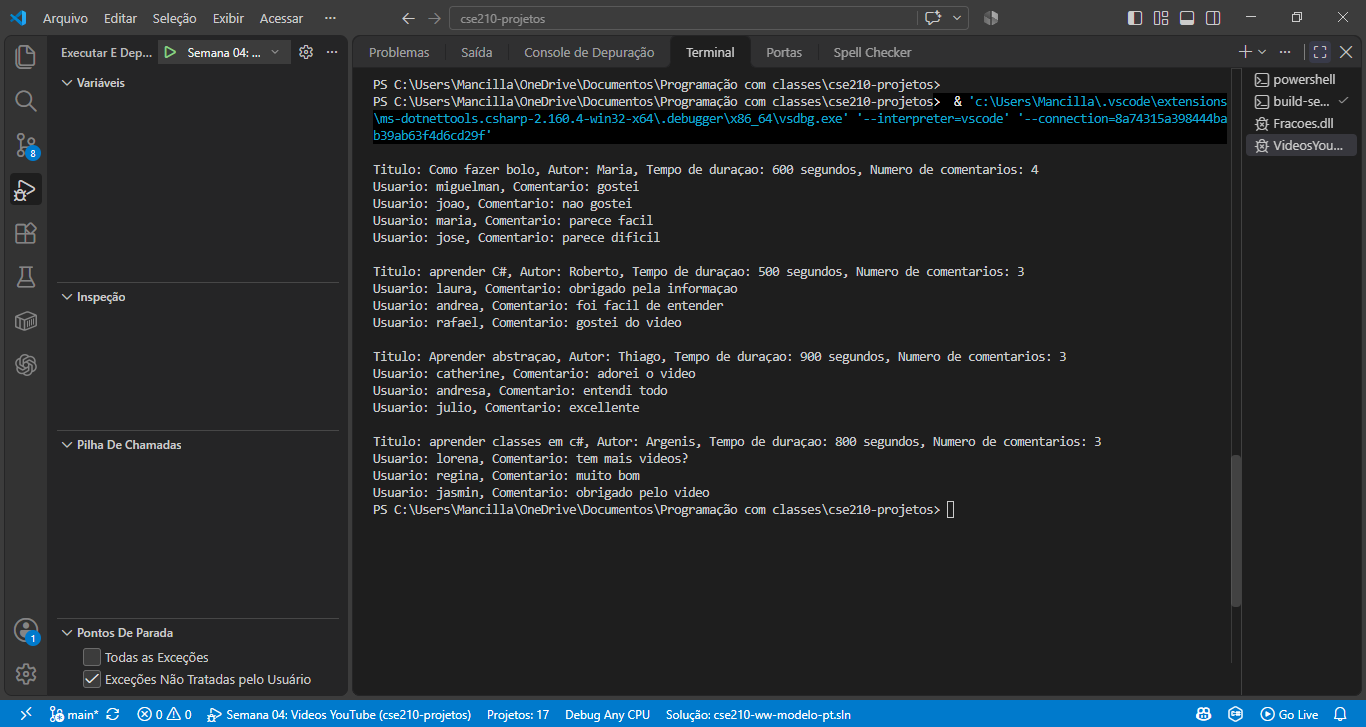 Arquivo Editar Seleção Exibir Acessar ··· cse210-projetos
Executar E Dep... Semana 04: ... ···
Variáveis
Inspeção
Pilha De Chamadas
Pontos De Parada
Todas as Exceções
Exceções Não Tratadas pelo Usuário
8
1
Problemas Saída Console de Depuração Terminal Portas Spell Checker
PS C:\Users\Mancilla\OneDrive\Documentos\Programação com classes\cse210-projetos>
PS C:\Users\Mancilla\OneDrive\Documentos\Programação com classes\cse210-projetos>  & 'c:\Users\Mancilla\.vscode\extensions
\ms-dotnettools.csharp-2.160.4-win32-x64\.debugger\x86_64\vsdbg.exe' '--interpreter=vscode' '--connection=8a74315a398444ba
b39ab63f4d6cd29f'
Titulo: Como fazer bolo, Autor: Maria, Tempo de duraçao: 600 segundos, Numero de comentarios: 4
Usuario: miguelman, Comentario: gostei
Usuario: joao, Comentario: nao gostei
Usuario: maria, Comentario: parece facil
Usuario: jose, Comentario: parece dificil
Titulo: aprender C#, Autor: Roberto, Tempo de duraçao: 500 segundos, Numero de comentarios: 3
Usuario: laura, Comentario: obrigado pela informaçao
Usuario: andrea, Comentario: foi facil de entender
Usuario: rafael, Comentario: gostei do video
Titulo: Aprender abstraçao, Autor: Thiago, Tempo de duraçao: 900 segundos, Numero de comentarios: 3
Usuario: catherine, Comentario: adorei o video
Usuario: andresa, Comentario: entendi todo
Usuario: julio, Comentario: excellente
Titulo: aprender classes em c#, Autor: Argenis, Tempo de duraçao: 800 segundos, Numero de comentarios: 3
Usuario: lorena, Comentario: tem mais videos?
Usuario: regina, Comentario: muito bom
Usuario: jasmin, Comentario: obrigado pelo video
PS C:\Users\Mancilla\OneDrive\Documentos\Programação com classes\cse210-projetos>
powershell
build-se...
Fracoes.dll
VideosYou...
main* 0 0 Semana 04: Videos YouTube (cse210-projetos) Projetos: 17 Debug Any CPU Solução: cse210-ww-modelo-pt.sln Go Live